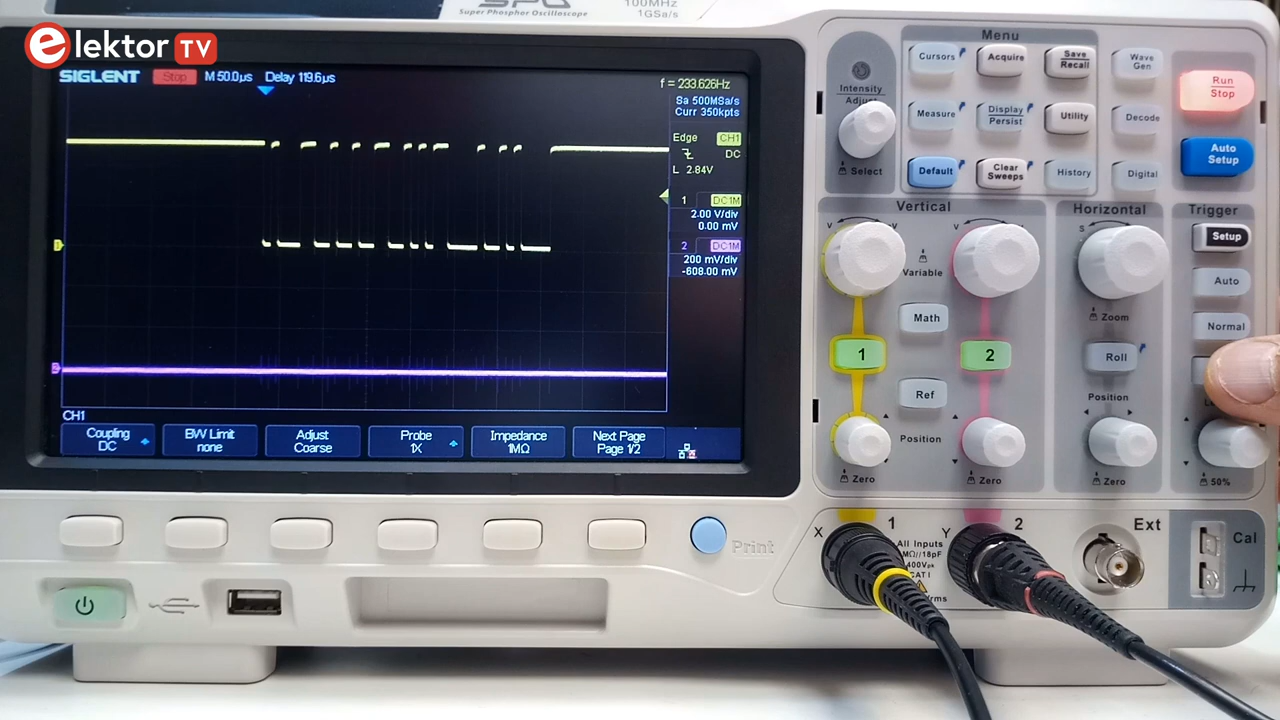 elektor TV
Super Phosphor Oscilloscope
100MHz
1GSa/s
SIGLENT
Stop
M 50.0µs
Delay 119.6µs
f = 233.626Hz
Sa 500MSa/s
Curr 350kpts
Edge CH1
DC
L 2.84V
1 DC1M
2.00 V/div
0.00 mV
2 DC1M
200 mV/div
-608.00 mV
CH1
Coupling
DC
BW Limit
none
Adjust
Coarse
Probe
1X
Impedance
1MΩ
Next Page
Page 1/2
Print
Intensity
Adjust
Select
Menu
Cursors
Acquire
Save
Recall
Wave
Gen
Measure
Display
Persist
Utility
Decode
Default
Clear
Sweeps
History
Digital
Run
Stop
Auto
Setup
Vertical
V
V
V
V
Variable
Math
1
2
Ref
Position
Zero
Zero
Horizontal
S
Zoom
Roll
Position
Zero
Trigger
Setup
Auto
Normal
50%
X
1
All Inputs
MΩ//18pF
400Vpk
CAT I
Vrms
Y
2
Ext
Cal